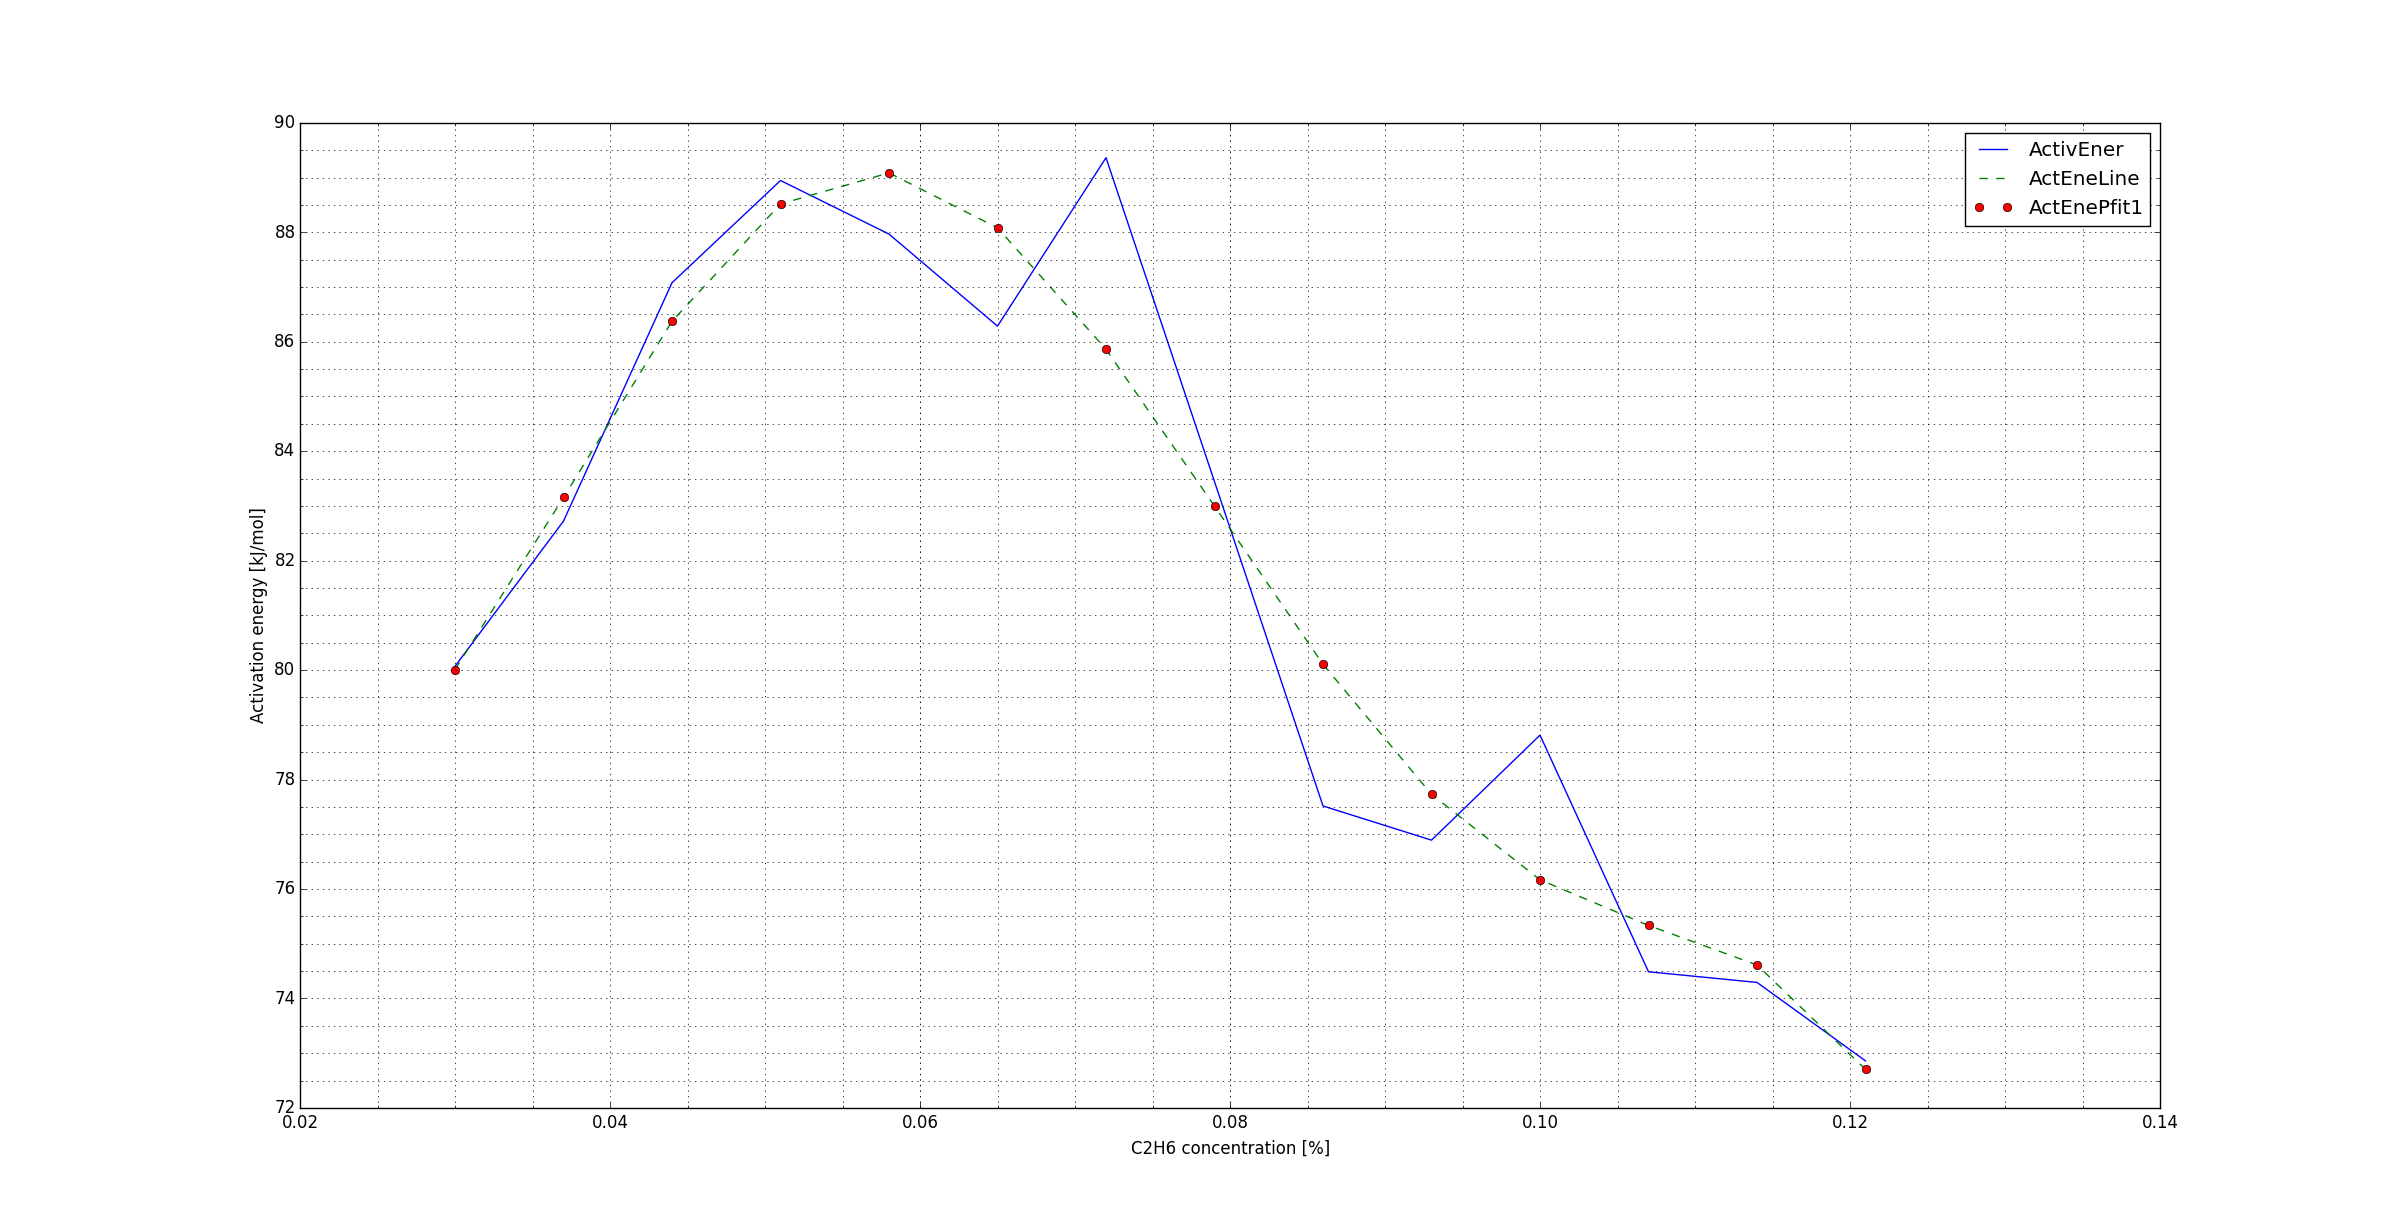 90
88
86
84
82
80
78
76
74
72
Activation energy [kJ/mol]
ActivEner
ActEneLine
ActEnePfit1
0.02 0.04 0.06 0.08 0.10 0.12 0.14
C2H6 concentration [%]